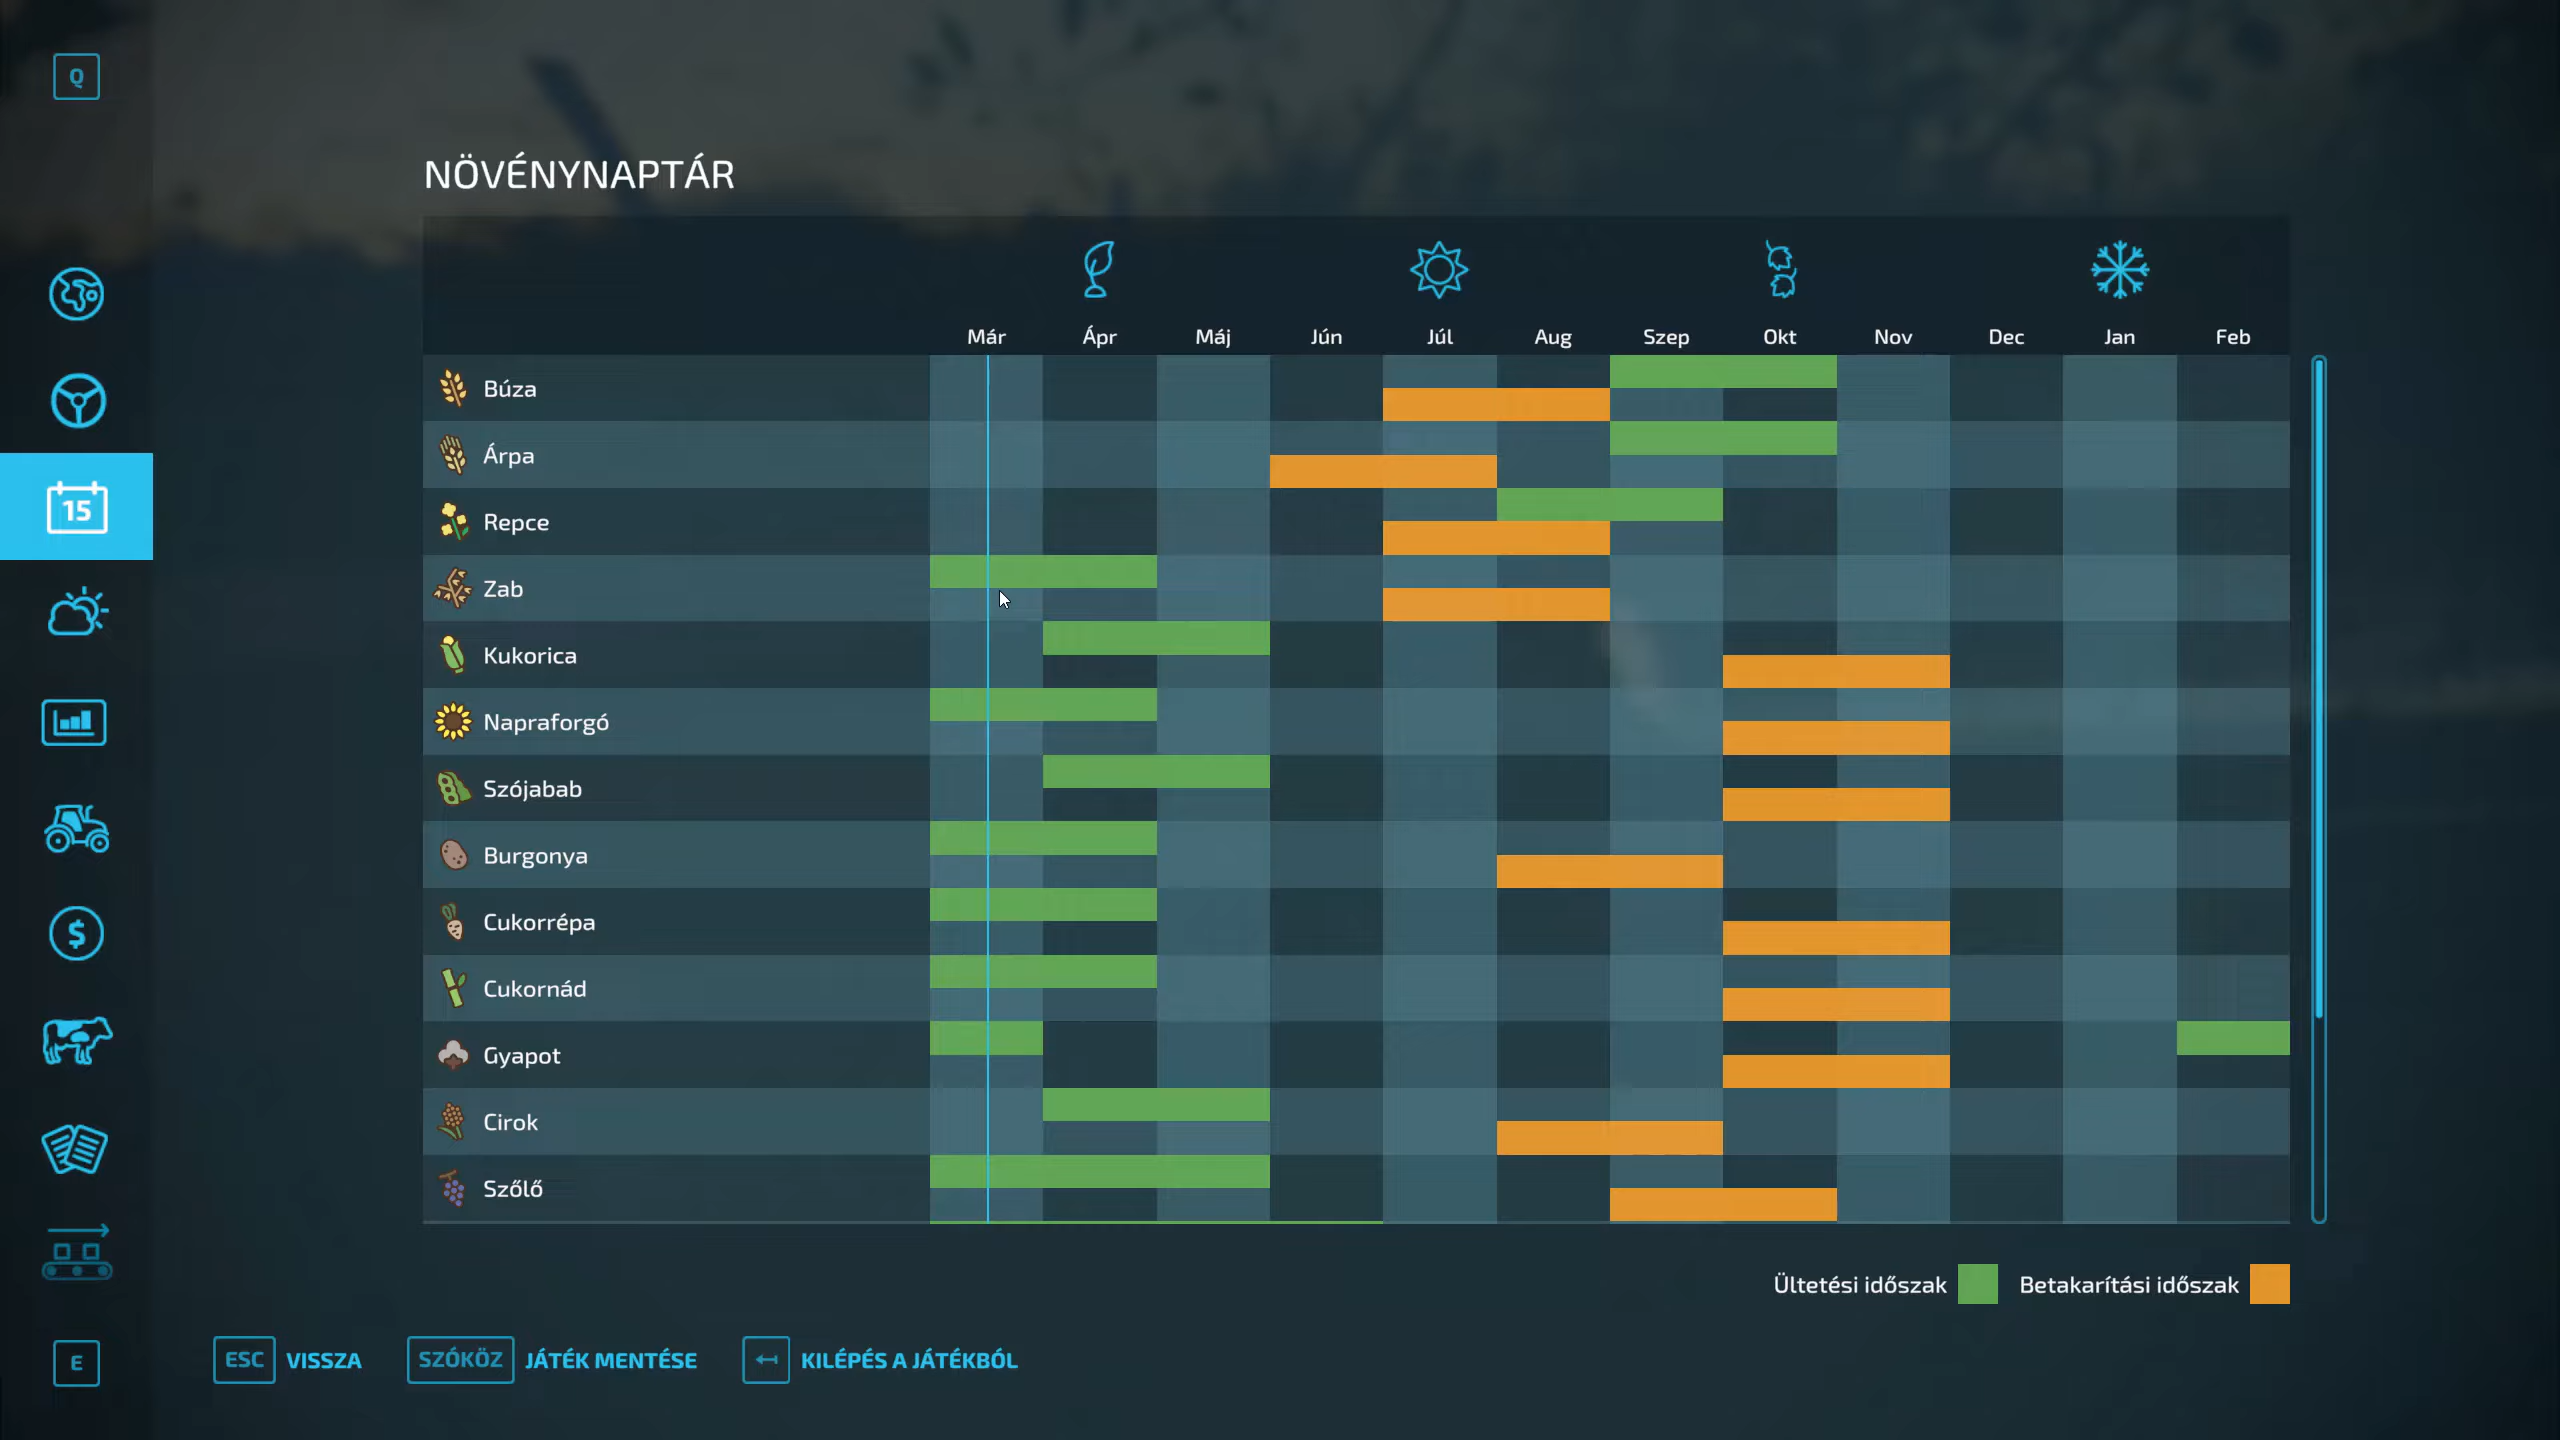 Q
NÖVÉNYNAPTÁR
Már Ápr Máj Jún Júl Aug Szep Okt Nov Dec Jan Feb
Búza
Árpa
15
Repce
Zab
Kukorica
Napraforgó
Szójabab
Burgonya
Cukorrépa
$
Cukornád
Gyapot
Cirok
Szőlő
Ültetési időszak Betakarítási időszak
E
ESC VISSZA SZÓKÖZ JÁTÉK MENTÉSE KILÉPÉS A JÁTÉKBÓL